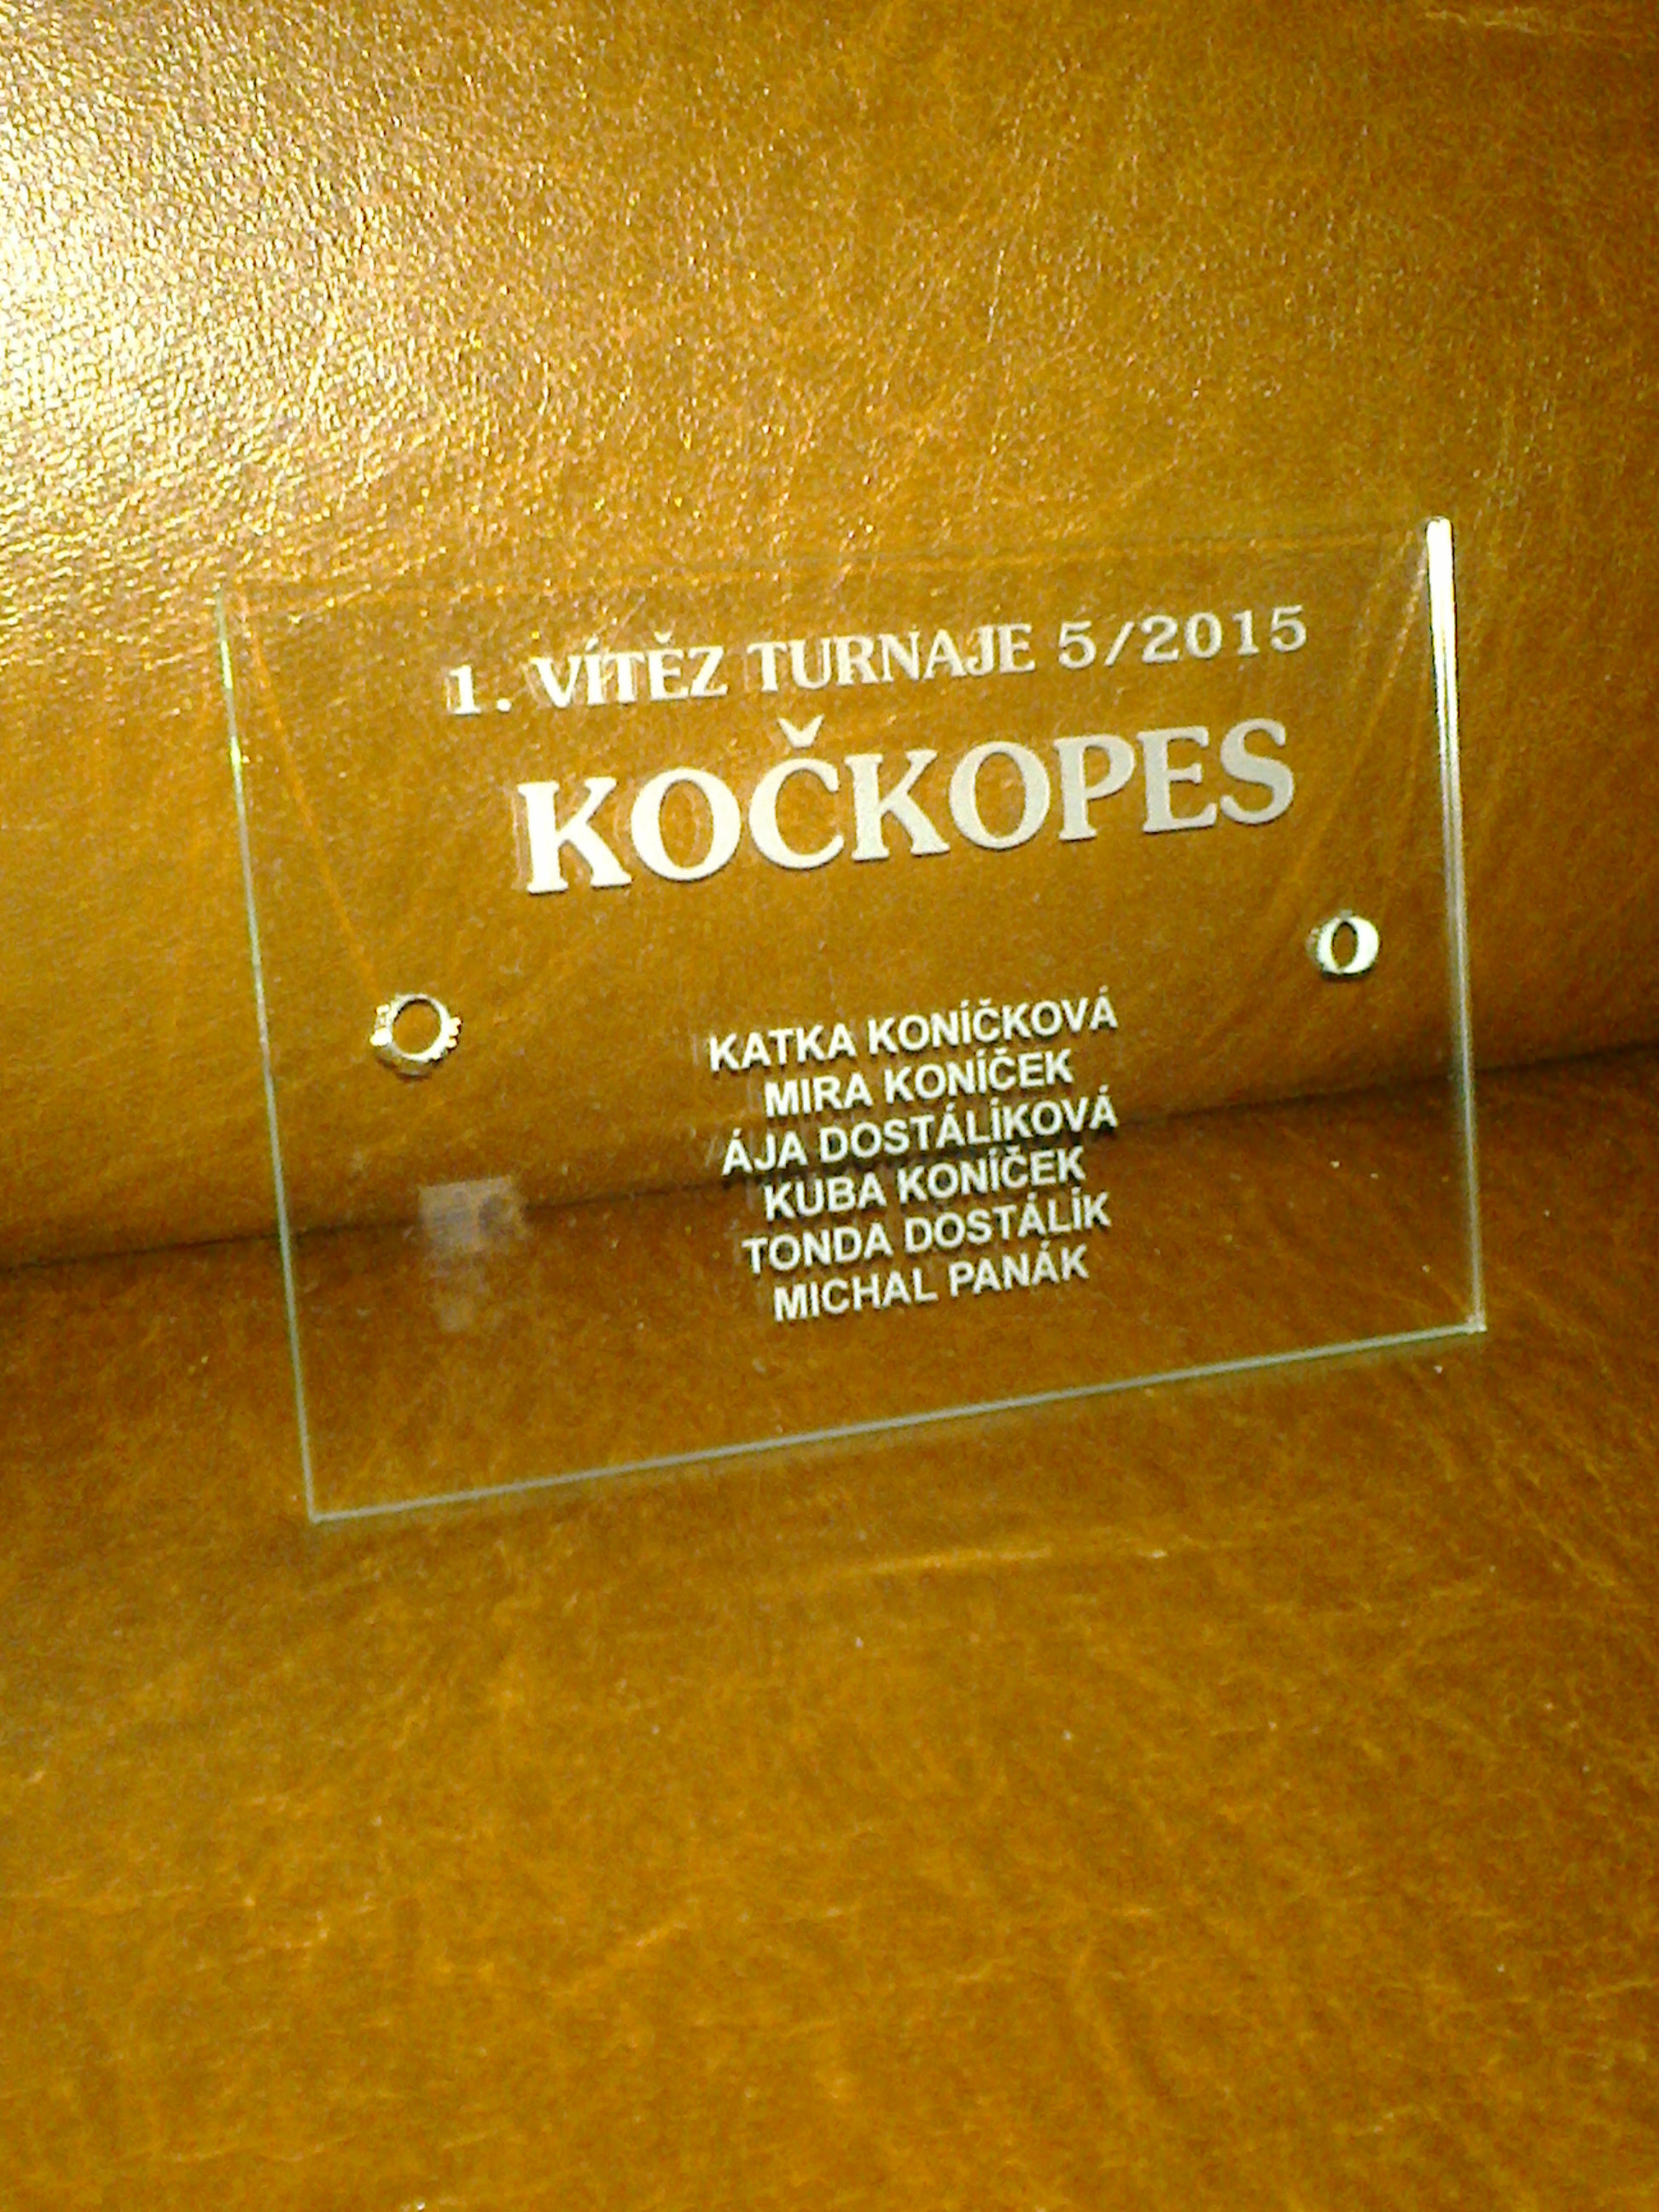 1. VÍTĚZ TURNAJE 5/2015
KOČKOPES
KATKA KONÍČKOVÁ
MIRA KONÍČEK
ÁJA DOSTÁLÍKOVÁ
KUBA KONÍČEK
TONDA DOSTÁLÍK
MICHAL PANÁK